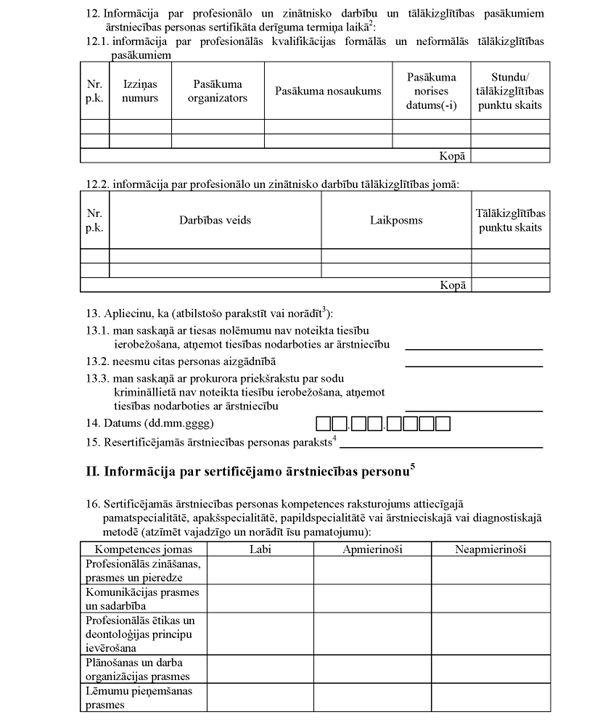 12. Informācija par profesionālo un zinātnisko darbību un tālākizglītības pasākumiem
ārstniecības personas sertifikāta derīguma termiņa laikā²:
12.1. informācija par profesionālās kvalifikācijas formālās un neformālās tālākizglītības
pasākumiem
Nr. p.k. Izziņas numurs Pasākuma organizators Pasākuma nosaukums Pasākuma norises datums(-i) Stundu/ tālākizglītības punktu skaits
Kopā
12.2. informācija par profesionālo un zinātnisko darbību tālākizglītības jomā:
Nr. p.k. Darbības veids Laikposms Tālākizglītības punktu skaits
Kopā
13. Apliecinu, ka (atbilstošo parakstīt vai norādīt³):
13.1. man saskaņā ar tiesas nolēmumu nav noteikta tiesību
ierobežošana, atņemot tiesības nodarboties ar ārstniecību
13.2. neesmu citas personas aizgādnībā
13.3. man saskaņā ar prokurora priekšrakstu par sodu
krimināllietā nav noteikta tiesību ierobežošana, atņemot
tiesības nodarboties ar ārstniecību
14. Datums (dd.mm.gggg)
15. Resertificējamās ārstniecības personas paraksts⁴
II. Informācija par sertificējamo ārstniecības personu⁵
16. Sertificējamās ārstniecības personas kompetences raksturojums attiecīgajā
pamatspecialitātē, apakšspecialitātē, papildspecialitātē vai ārstnieciskajā vai diagnostiskajā
metodē (atzīmēt vajadzīgo un norādīt īsu pamatojumu):
Kompetences jomas Labi Apmierinoši Neapmierinoši
Profesionālās zināšanas,
prasmes un pieredze
Komunikācijas prasmes
un sadarbība
Profesionālās ētikas un
deontoloģijas principu
ievērošana
Plānošanas un darba
organizācijas prasmes
Lēmumu pieņemšanas
prasmes